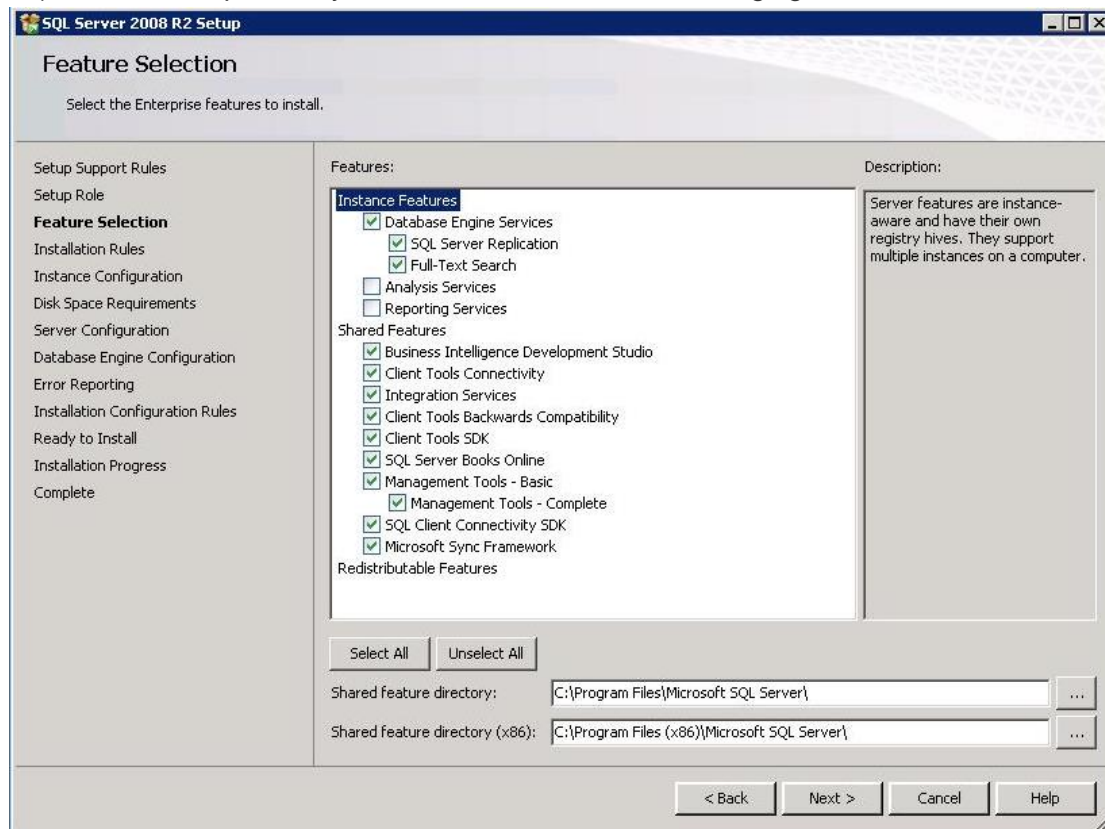 SQL Server 2008 R2 Setup
Feature Selection
Select the Enterprise features to install.
Setup Support Rules
Setup Role
Feature Selection
Installation Rules
Instance Configuration
Disk Space Requirements
Server Configuration
Database Engine Configuration
Error Reporting
Installation Configuration Rules
Ready to Install
Installation Progress
Complete
Features:
Instance Features
Database Engine Services
SQL Server Replication
Full-Text Search
Analysis Services
Reporting Services
Shared Features
Business Intelligence Development Studio
Client Tools Connectivity
Integration Services
Client Tools Backwards Compatibility
Client Tools SDK
SQL Server Books Online
Management Tools - Basic
Management Tools - Complete
SQL Client Connectivity SDK
Microsoft Sync Framework
Redistributable Features
Description:
Server features are instance-
aware and have their own
registry hives. They support
multiple instances on a computer.
Select All
Unselect All
Shared feature directory: C:\Program Files\Microsoft SQL Server\ ...
Shared feature directory (x86): C:\Program Files (x86)\Microsoft SQL Server\ ...
< Back
Next >
Cancel
Help